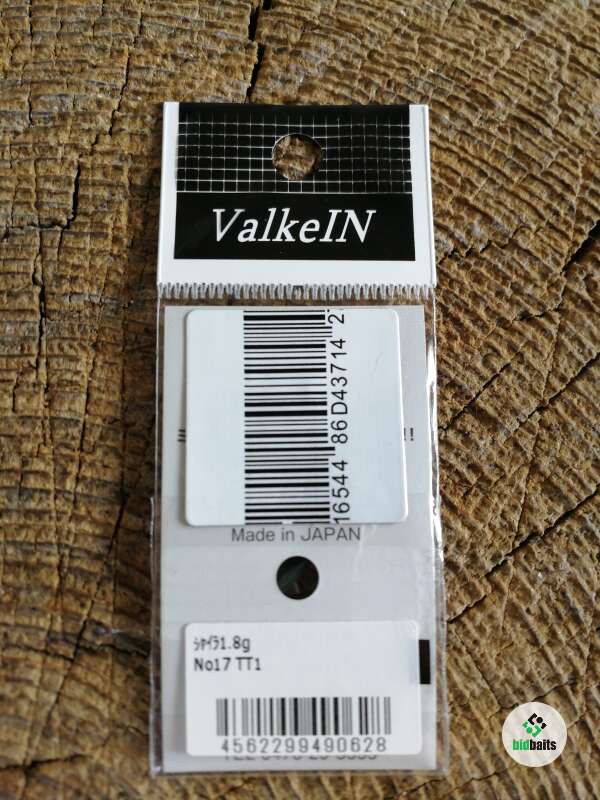 ValkeIN
16544 86D43714 2
Made in JAPAN
ｼｬｲﾗ1.8g
No17 TT1
4562299490628
bidbaits